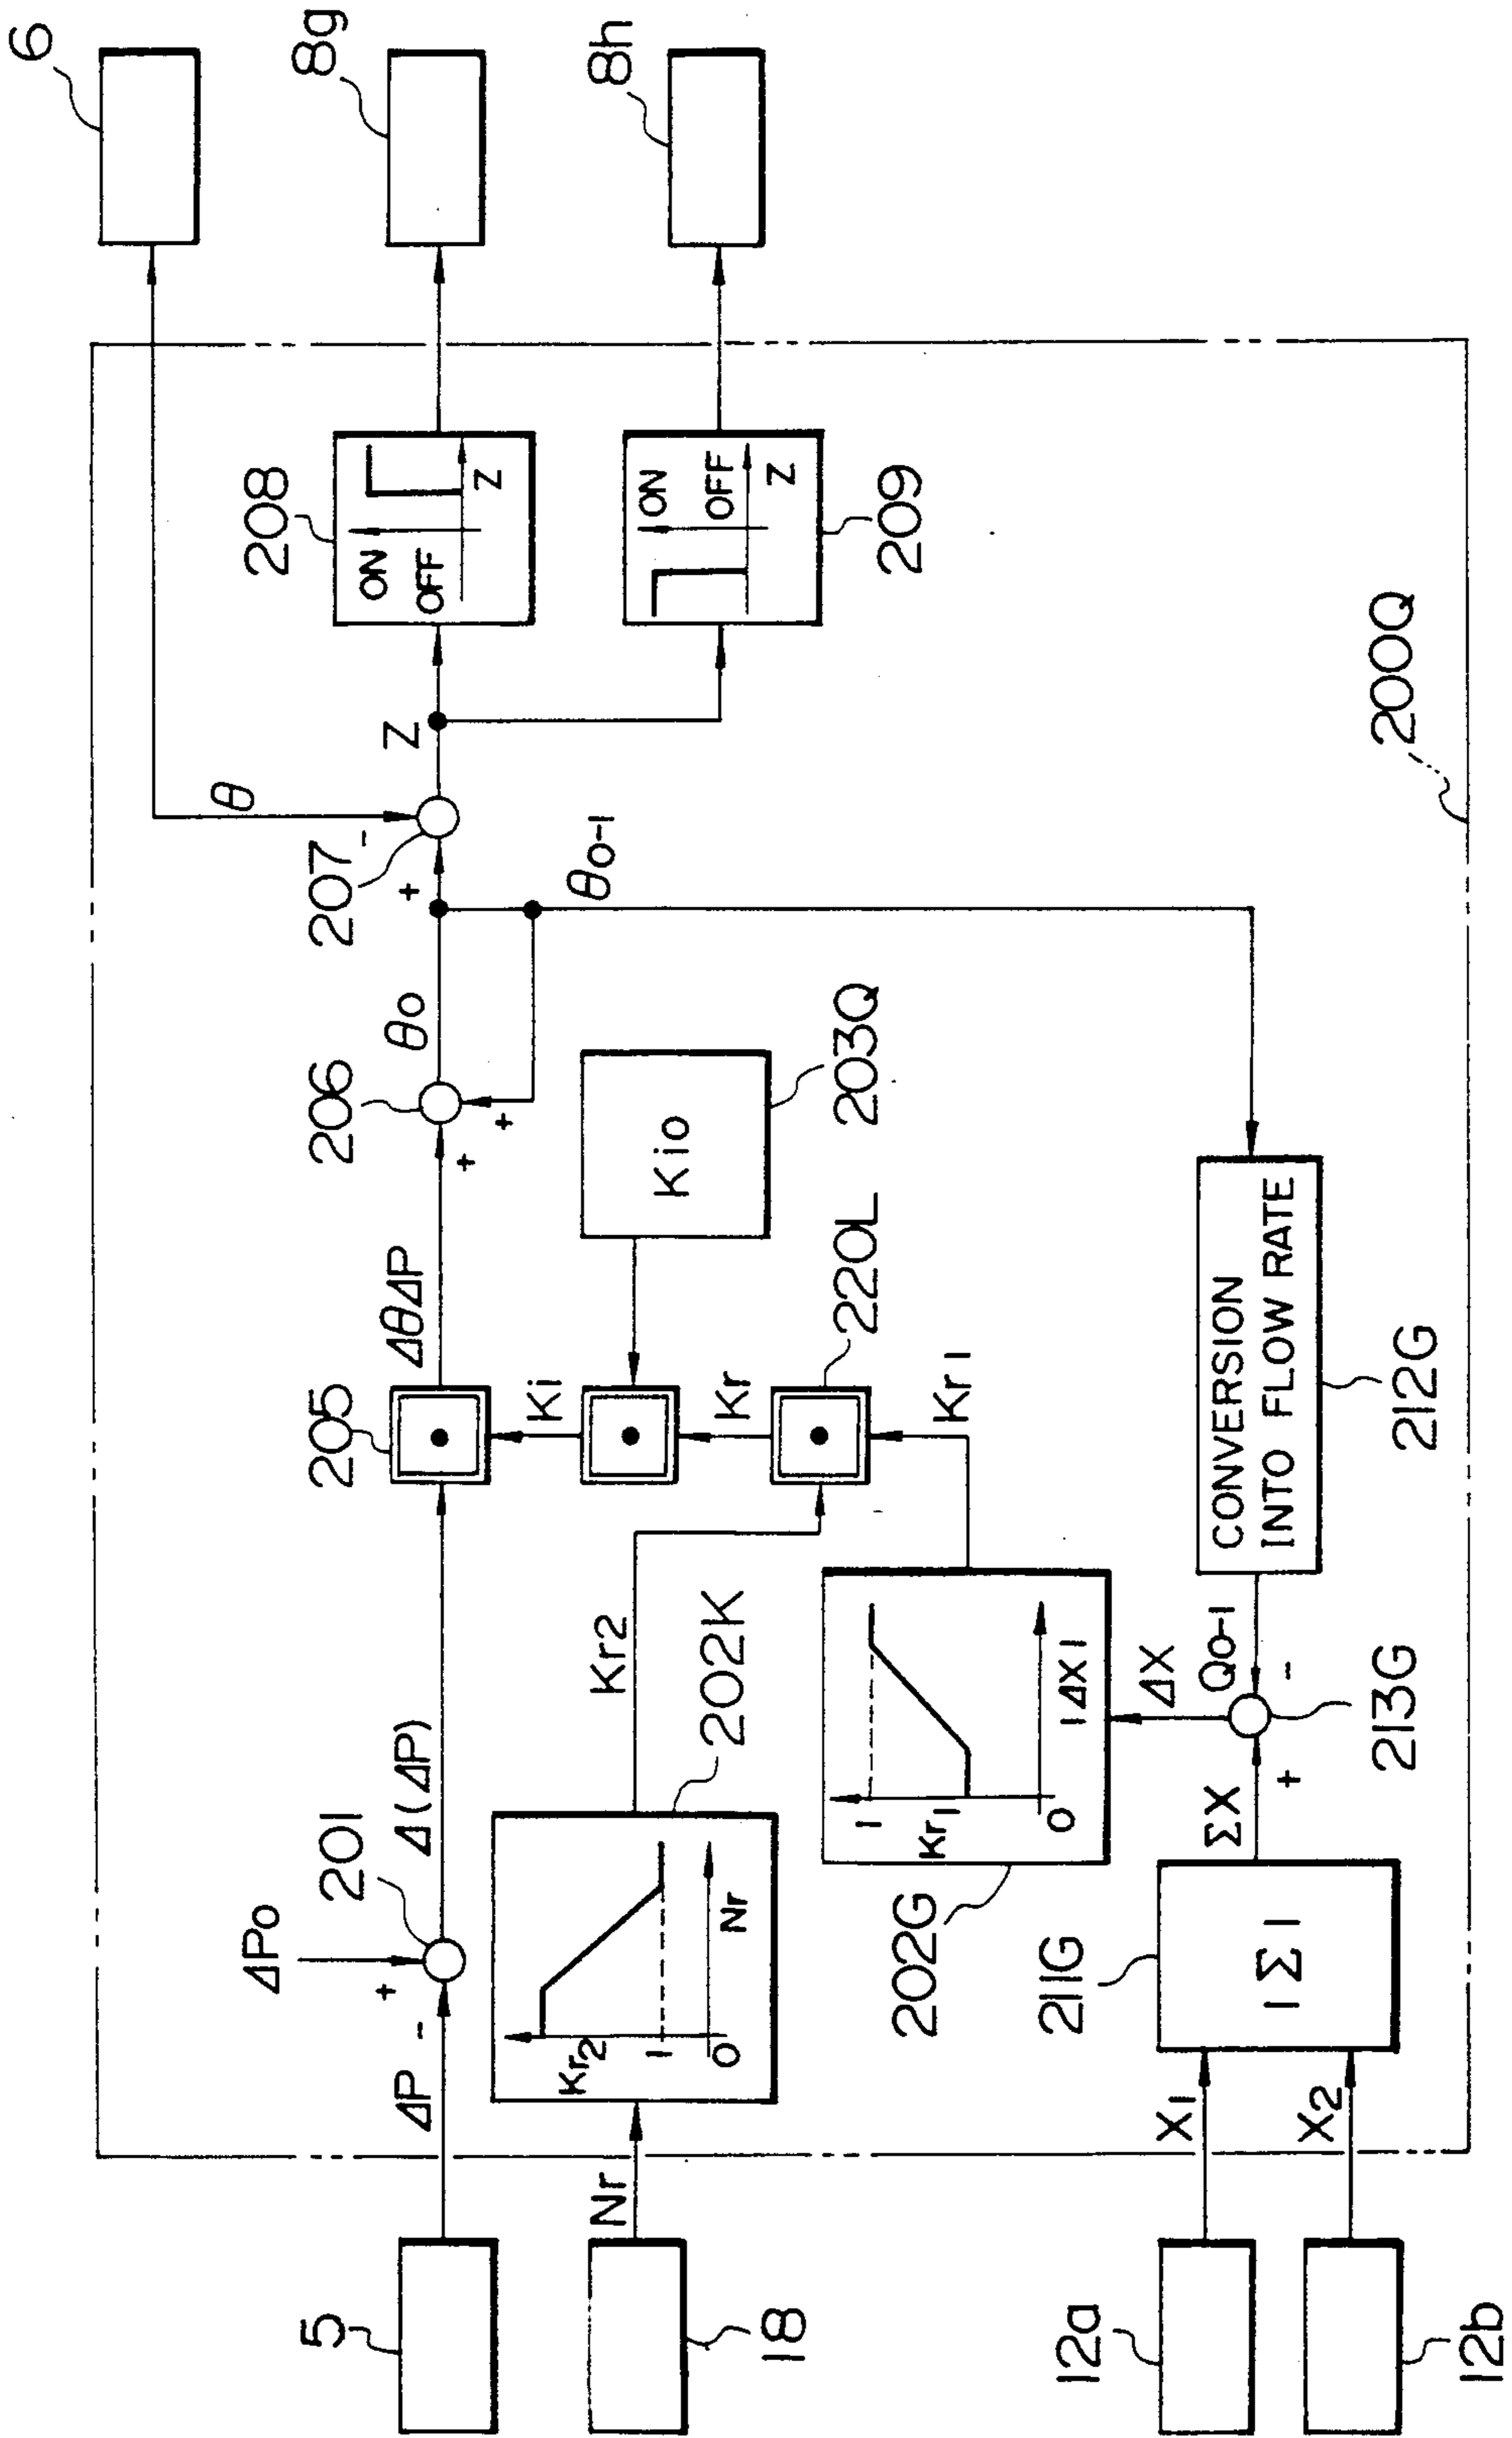 6
8g
8h
208
ON
OFF
Z
209
ON
OFF
Z
200Q
θ
Z
207
-
+
θo-1
θo
206
+
+
Kio
203Q
ΔθΔP
205
Ki
Kr
220L
Kr1
CONVERSION
INTO FLOW RATE
212G
Δ(ΔP)
201
ΔPo
+
-
ΔP
5
Kr2
202K
Kr2
1
O
Nr
Nr
18
202G
1
Kr1
O
|ΔX|
ΔX
Qo-1
-
213G
+
ΣX
211G
|Σ|
X1
X2
12a
12b